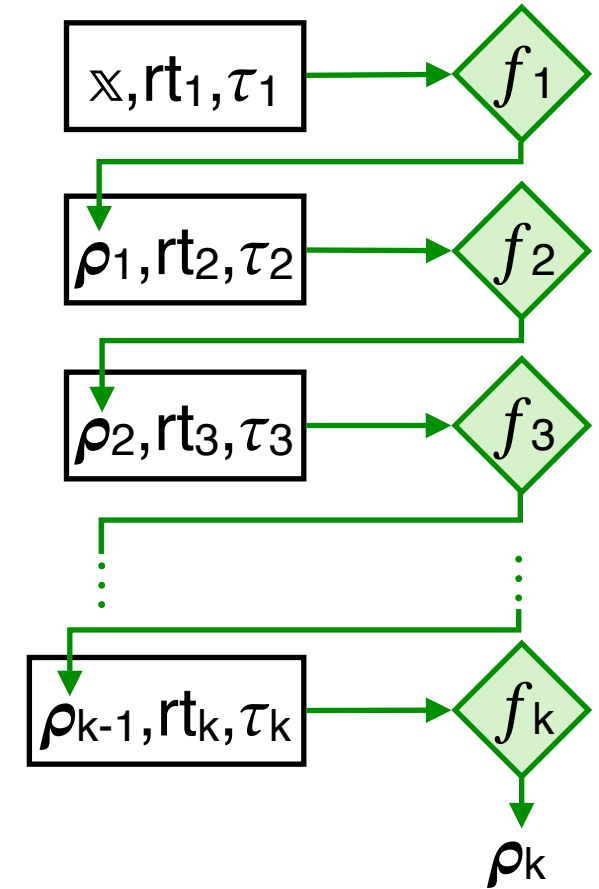 𝕩,rt₁,τ₁ f₁
ρ₁,rt₂,τ₂ f₂
ρ₂,rt₃,τ₃ f₃
ρₖ₋₁,rtₖ,τₖ fₖ
ρₖ